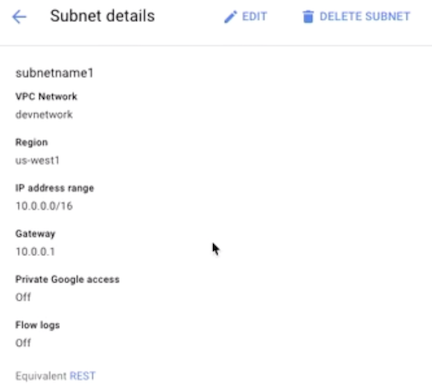 Subnet details
EDIT
DELETE SUBNET
subnetname1
VPC Network
devnetwork
Region
us-west1
IP address range
10.0.0.0/16
Gateway
10.0.0.1
Private Google access
Off
Flow logs
Off
Equivalent REST